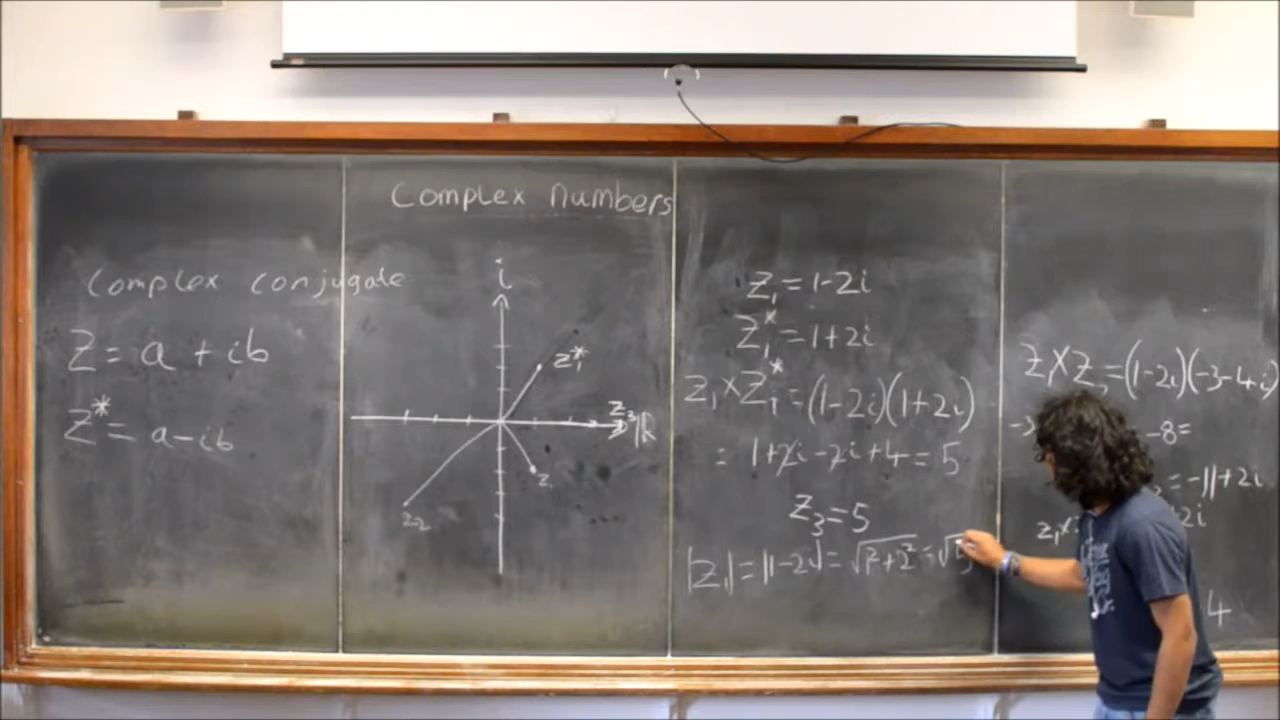 Complex Numbers
Complex conjugate
Z = a + ib
Z* = a - ib
i
Z₁*
Z₃
ℝ
Z
Z₂
Z₁ = 1-2i
Z₁* = 1+2i
Z₁ × Z₁* = (1-2i)(1+2i)
= 1+2i-2i+4 = 5
Z₃ = 5
|Z₁| = |1-2i| = √1²+2² = √5
Z₁ × Z₂ = (1-2i)(-3-4i)
-8=
= -11+2i
Z₁×
2i
4